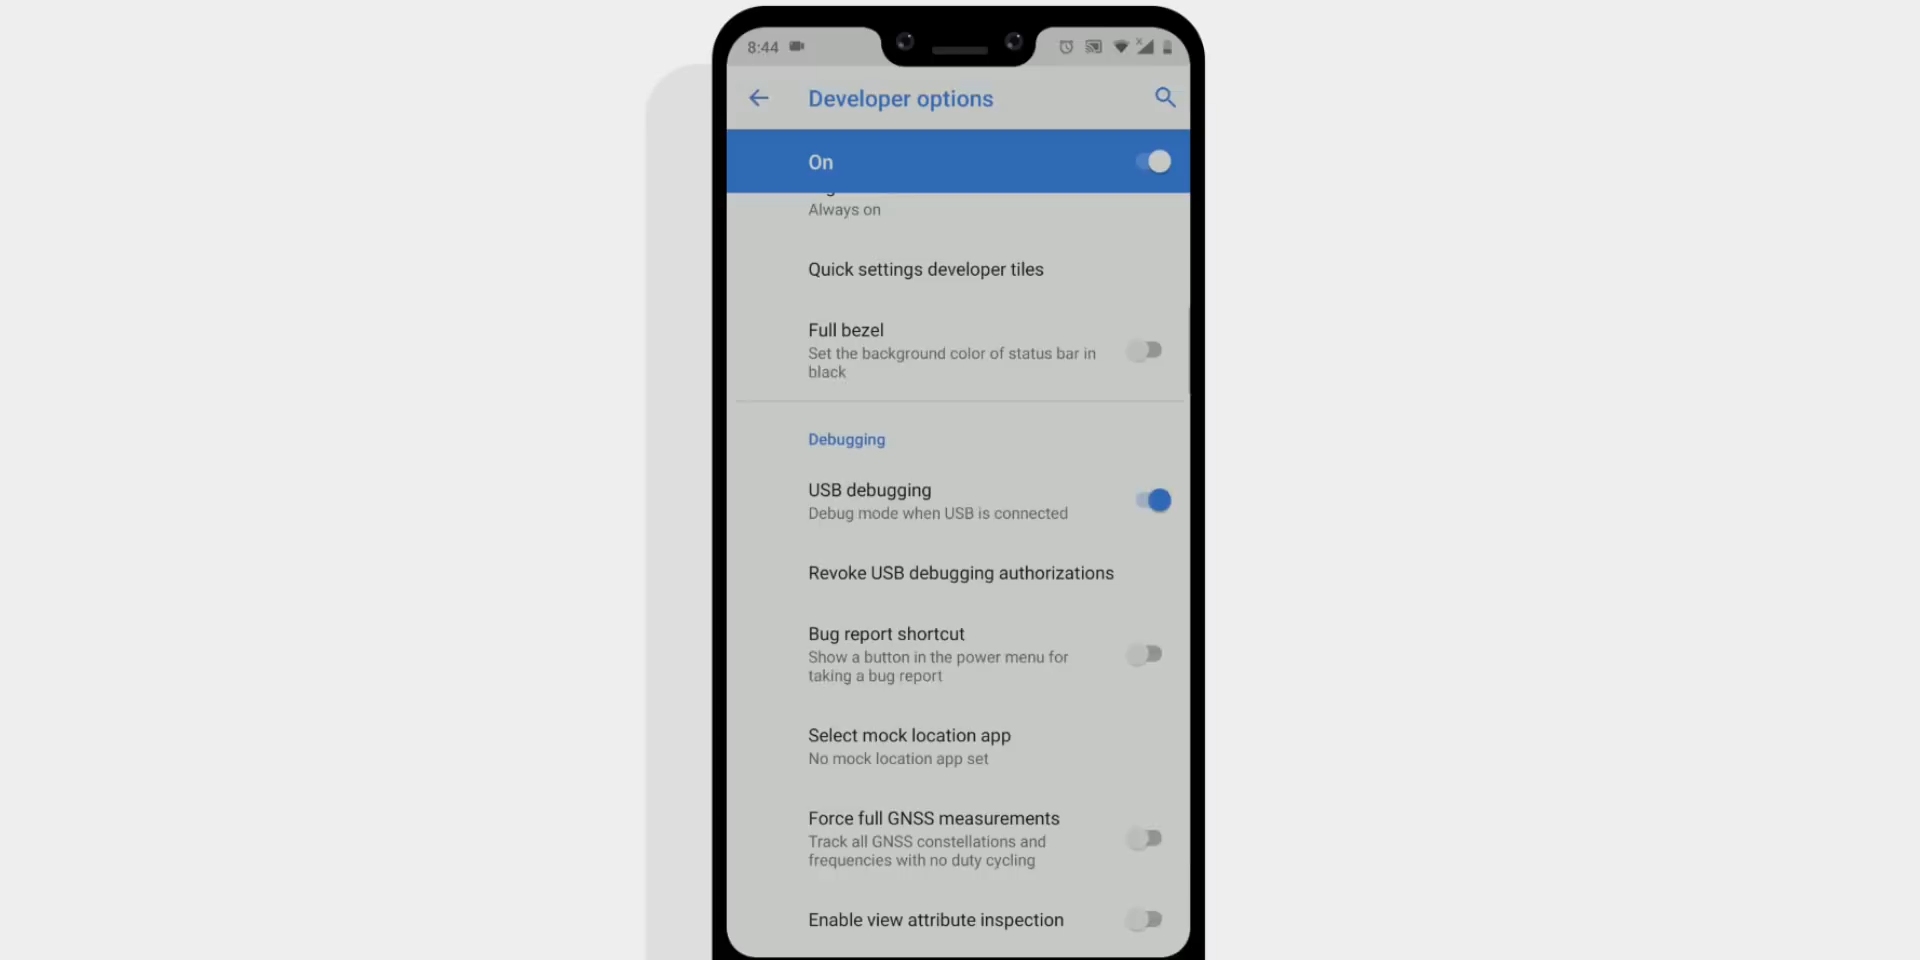 8:44
Developer options
On
Always on
Quick settings developer tiles
Full bezel
Set the background color of status bar in
black
Debugging
USB debugging
Debug mode when USB is connected
Revoke USB debugging authorizations
Bug report shortcut
Show a button in the power menu for
taking a bug report
Select mock location app
No mock location app set
Force full GNSS measurements
Track all GNSS constellations and
frequencies with no duty cycling
Enable view attribute inspection